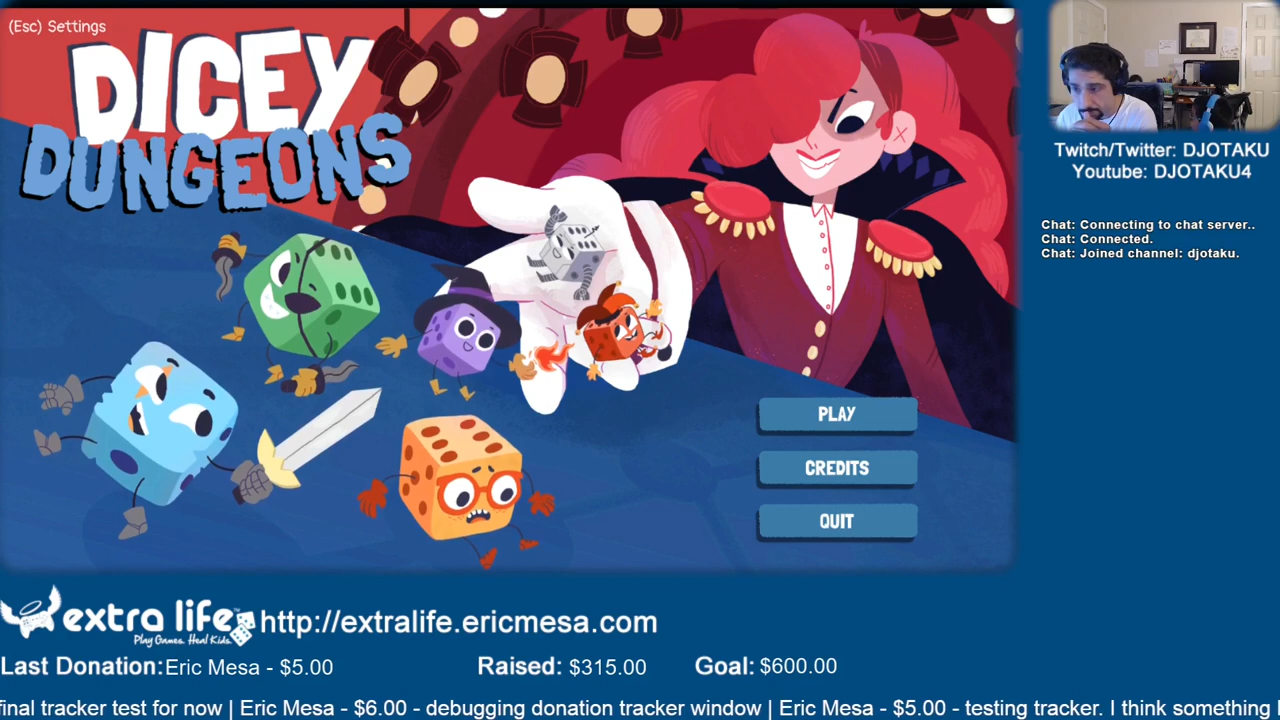 (Esc) Settings
DICEY
DUNGEONS
PLAY
CREDITS
QUIT
Twitch/Twitter: DJOTAKU
Youtube: DJOTAKU4
Chat: Connecting to chat server..
Chat: Connected.
Chat: Joined channel: djotaku.
extra life
Play Games. Heal Kids.
http://extralife.ericmesa.com
Last Donation: Eric Mesa - $5.00 Raised: $315.00 Goal: $600.00
final tracker test for now | Eric Mesa - $6.00 - debugging donation tracker window | Eric Mesa - $5.00 - testing tracker. I think something